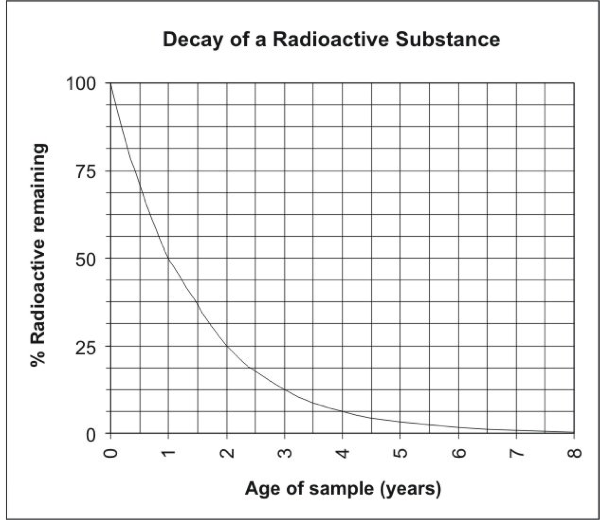 Decay of a Radioactive Substance
100
75
50
25
0
% Radioactive remaining
0 1 2 3 4 5 6 7 8
Age of sample (years)